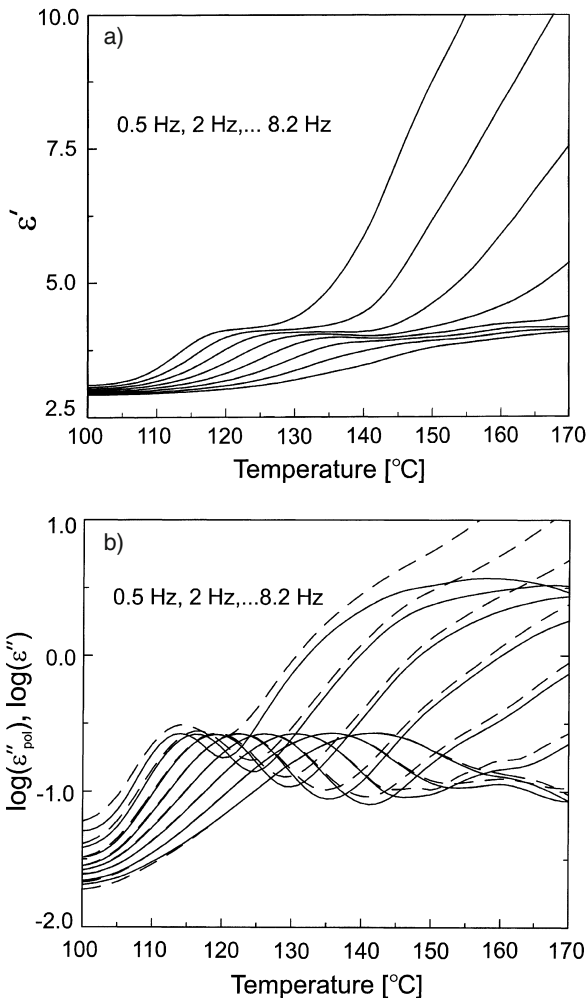 a)
10.0
7.5
5.0
2.5
ε′
0.5 Hz, 2 Hz,... 8.2 Hz
100 110 120 130 140 150 160 170
Temperature [°C]
b)
1.0
0.0
-1.0
-2.0
log(ε″pol), log(ε″)
0.5 Hz, 2 Hz,...8.2 Hz
100 110 120 130 140 150 160 170
Temperature [°C]